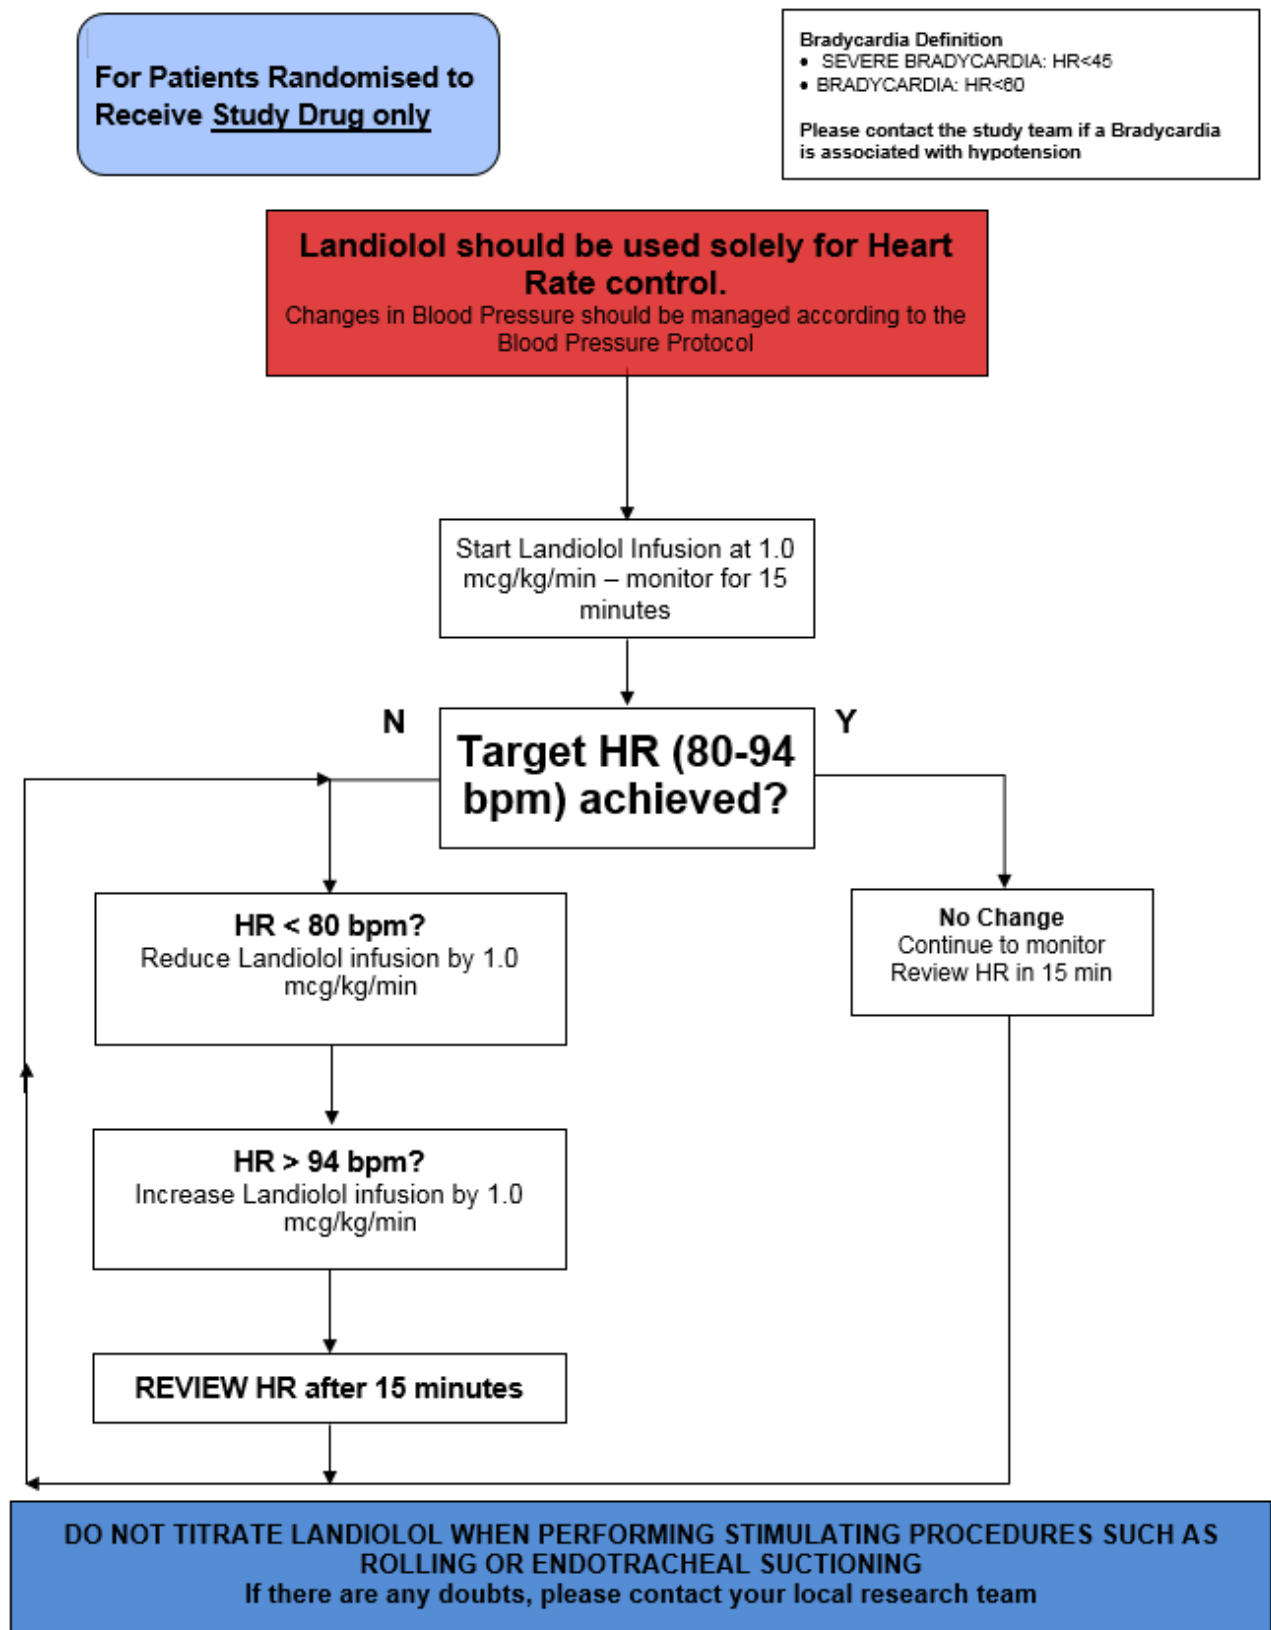 For Patients Randomised to
Receive Study Drug only
Bradycardia Definition
• SEVERE BRADYCARDIA: HR<45
• BRADYCARDIA: HR<60
Please contact the study team if a Bradycardia
is associated with hypotension
Landiolol should be used solely for Heart
Rate control.
Changes in Blood Pressure should be managed according to the
Blood Pressure Protocol
Start Landiolol Infusion at 1.0
mcg/kg/min – monitor for 15
minutes
N
Y
Target HR (80-94
bpm) achieved?
HR < 80 bpm?
Reduce Landiolol infusion by 1.0
mcg/kg/min
No Change
Continue to monitor
Review HR in 15 min
HR > 94 bpm?
Increase Landiolol infusion by 1.0
mcg/kg/min
REVIEW HR after 15 minutes
DO NOT TITRATE LANDIOLOL WHEN PERFORMING STIMULATING PROCEDURES SUCH AS
ROLLING OR ENDOTRACHEAL SUCTIONING
If there are any doubts, please contact your local research team